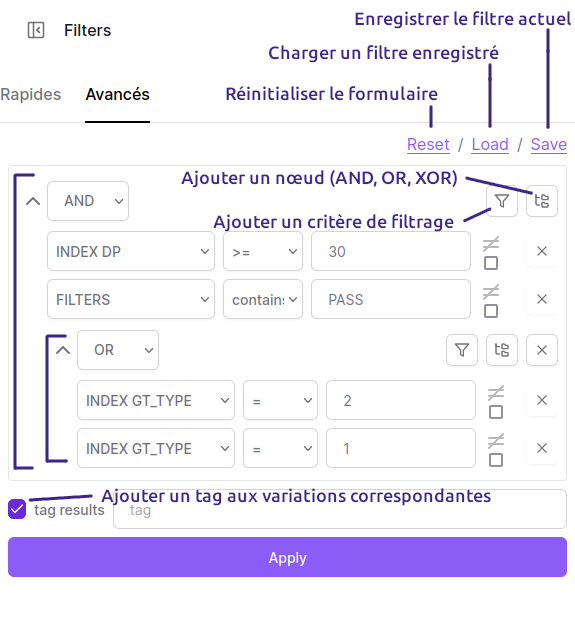 Enregistrer le filtre actuel
Filters
Charger un filtre enregistré
Rapides Avancés Réinitialiser le formulaire
Reset / Load / Save
Ajouter un nœud (AND, OR, XOR)
AND
Ajouter un critère de filtrage
INDEX DP >= 30
FILTERS contain: PASS
OR
INDEX GT_TYPE = 2
INDEX GT_TYPE = 1
Ajouter un tag aux variations correspondantes
tag results tag
Apply